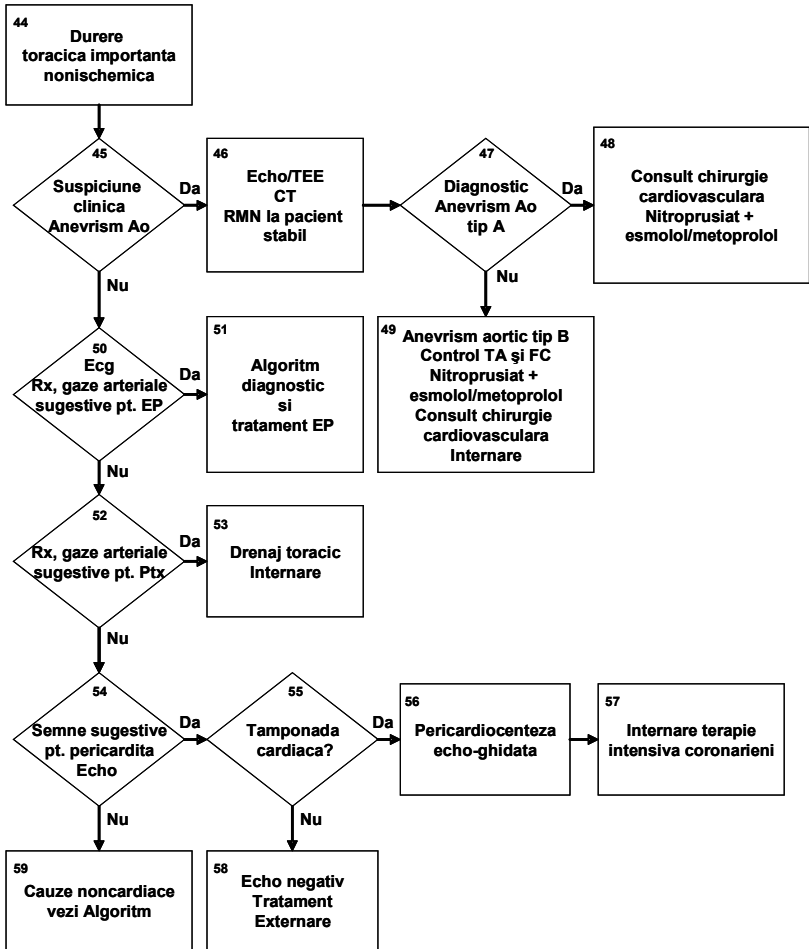 44
Durere
toracica importanta
nonischemica
45
Suspiciune
clinica
Anevrism Ao
Da
46
Echo/TEE
CT
RMN la pacient
stabil
47
Diagnostic
Anevrism Ao
tip A
Da
48
Consult chirurgie
cardiovasculara
Nitroprusiat +
esmolol/metoprolol
Nu
Nu
49
Anevrism aortic tip B
Control TA şi FC
Nitroprusiat +
esmolol/metoprolol
Consult chirurgie
cardiovasculara
Internare
50
Ecg
Rx, gaze arteriale
sugestive pt. EP
Da
51
Algoritm
diagnostic
si
tratament EP
Nu
52
Rx, gaze arteriale
sugestive pt. Ptx
Da
53
Drenaj toracic
Internare
Nu
54
Semne sugestive
pt. pericardita
Echo
Da
55
Tamponada
cardiaca?
Da
56
Pericardiocenteza
echo-ghidata
57
Internare terapie
intensiva coronarieni
Nu
Nu
59
Cauze noncardiace
vezi Algoritm
58
Echo negativ
Tratament
Externare